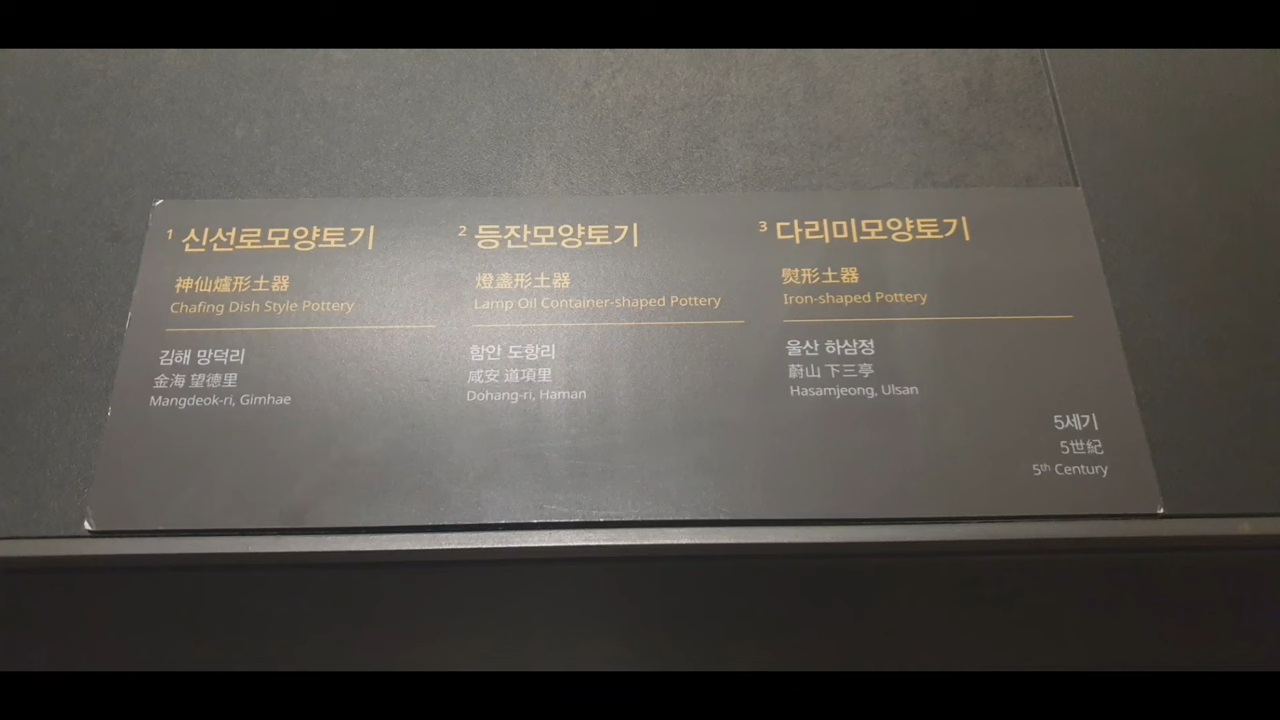 1 신선로모양토기
神仙爐形土器
Chafing Dish Style Pottery
김해 망덕리
金海 望德里
Mangdeok-ri, Gimhae
2 등잔모양토기
燈盞形土器
Lamp Oil Container-shaped Pottery
함안 도항리
咸安 道項里
Dohang-ri, Haman
3 다리미모양토기
熨形土器
Iron-shaped Pottery
울산 하삼정
蔚山 下三亭
Hasamjeong, Ulsan
5세기
5世紀
5th Century